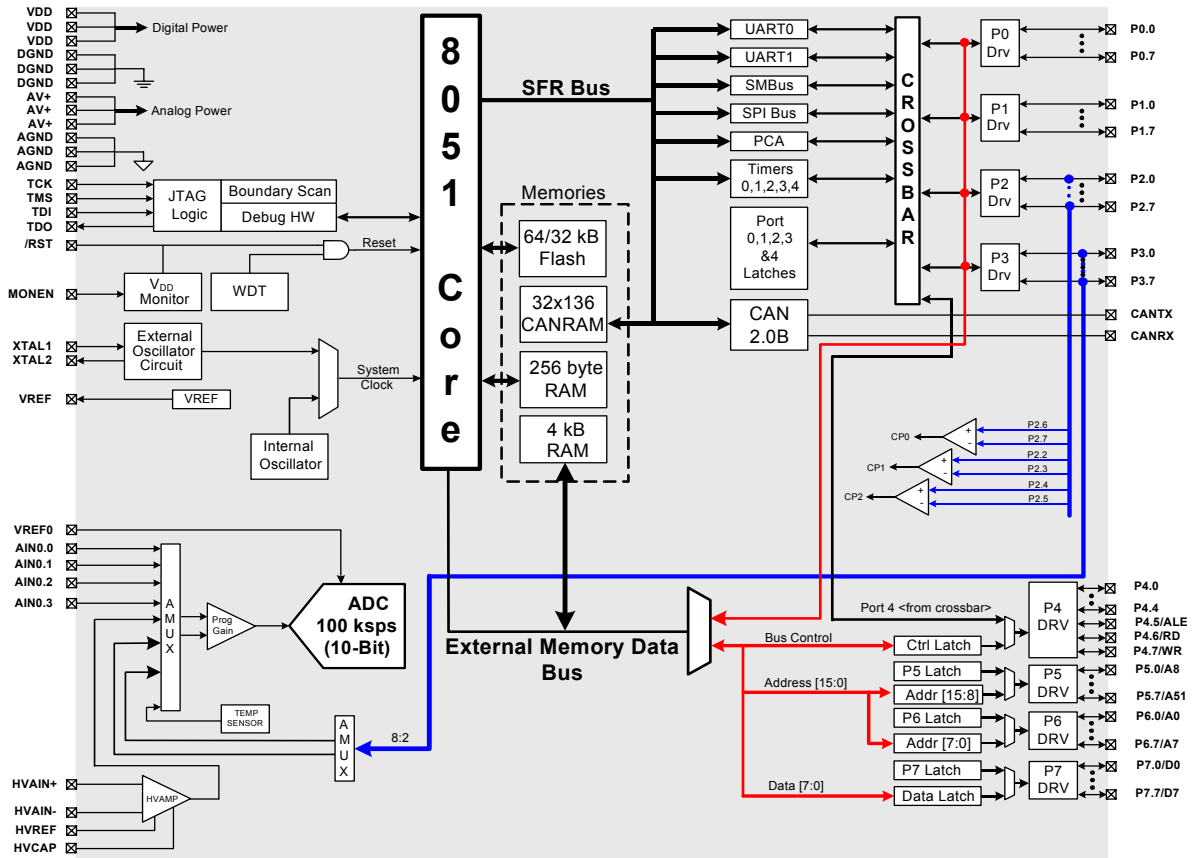 VDD
VDD
VDD
Digital Power
DGND
DGND
DGND
AV+
AV+
AV+
Analog Power
AGND
AGND
AGND
TCK
TMS
TDI
TDO
JTAG
Logic
Boundary Scan
Debug HW
/RST
Reset
MONEN
VDD
Monitor
WDT
XTAL1
XTAL2
External
Oscillator
Circuit
System
Clock
VREF
VREF
Internal
Oscillator
8051 Core
SFR Bus
Memories
64/32 kB
Flash
32x136
CANRAM
256 byte
RAM
4 kB
RAM
UART0
UART1
SMBus
SPI Bus
PCA
Timers
0,1,2,3,4
Port
0,1,2,3
&4
Latches
CAN
2.0B
CROSSBAR
P0
Drv
P1
Drv
P2
Drv
P3
Drv
P0.0
P0.7
P1.0
P1.7
P2.0
P2.7
P3.0
P3.7
CANTX
CANRX
CP0
+
-
P2.6
P2.7
CP1
+
-
P2.2
P2.3
CP2
+
-
P2.4
P2.5
VREF0
AIN0.0
AIN0.1
AIN0.2
AIN0.3
AMUX
Prog
Gain
ADC
100 ksps
(10-Bit)
TEMP
SENSOR
AMUX
8:2
HVAIN+
HVAIN-
HVREF
HVCAP
HVAMP
External Memory Data
Bus
Port 4 <from crossbar>
Bus Control
Ctrl Latch
Address [15:0]
P5 Latch
Addr [15:8]
P6 Latch
Addr [7:0]
P7 Latch
Data [7:0]
Data Latch
P4
DRV
P5
DRV
P6
DRV
P7
DRV
P4.0
P4.4
P4.5/ALE
P4.6/RD
P4.7/WR
P5.0/A8
P5.7/A51
P6.0/A0
P6.7/A7
P7.0/D0
P7.7/D7